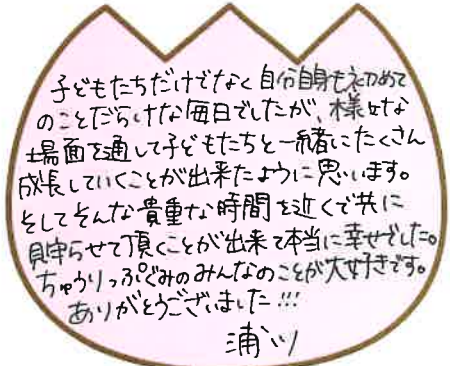 子どもたちだけでなく自分自身も初めて
のことだらけな毎日でしたが、様々な
場面を通して子どもたちと一緒にたくさん
成長していくことが出来たように思います。
そしてそんな貴重な時間を近くで共に
見守らせて頂くことが出来て本当に幸せでした。
ちゅうりっぷぐみのみんなのことが大好きです。
ありがとうございました!!!
浦ツ